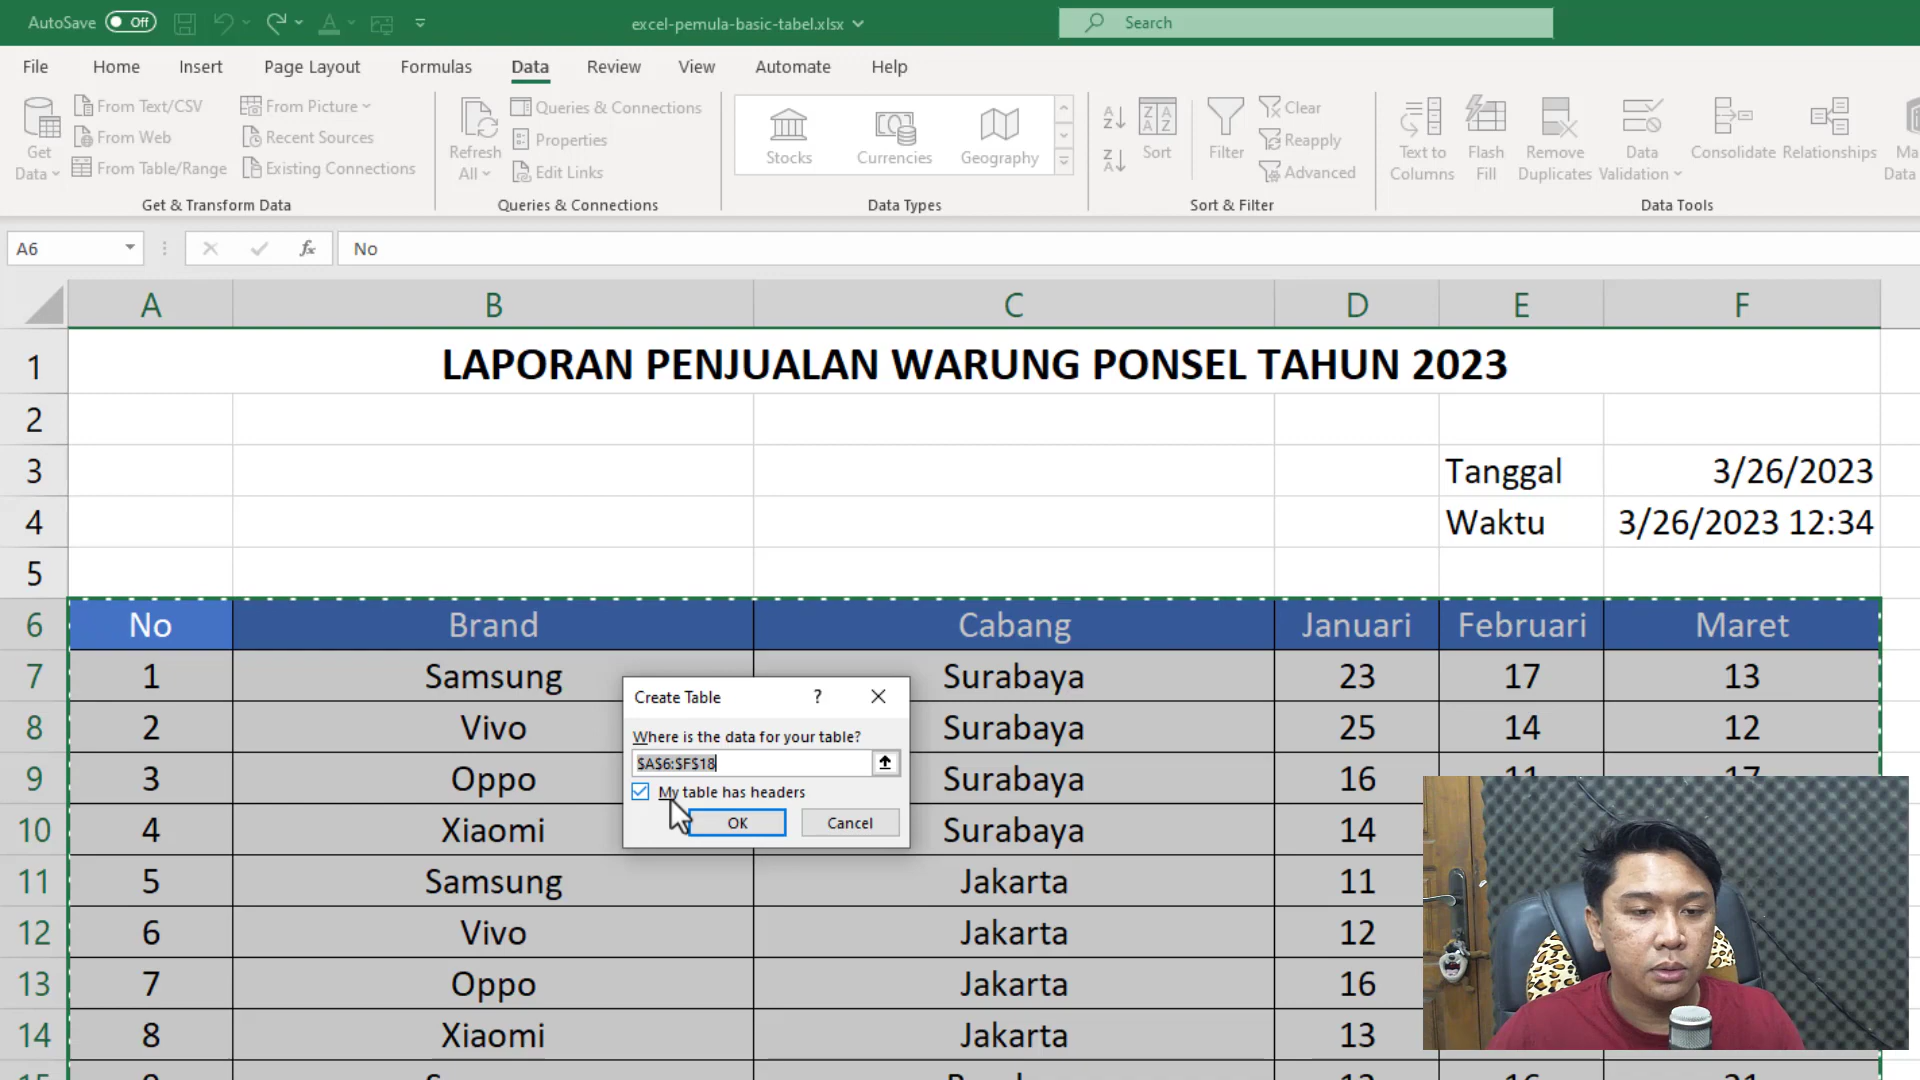 AutoSave Off
excel-pemula-basic-tabel.xlsx
Search
File Home Insert Page Layout Formulas Data Review View Automate Help
Get Data
From Text/CSV
From Web
From Table/Range
From Picture
Recent Sources
Existing Connections
Get & Transform Data
Refresh All
Queries & Connections
Properties
Edit Links
Queries & Connections
Stocks Currencies Geography
Data Types
Sort
Filter
Clear
Reapply
Advanced
Sort & Filter
Text to Columns
Flash Fill
Remove Duplicates
Data Validation
Consolidate
Relationships
Data Tools
A6 fx No
A B C D E F
1 LAPORAN PENJUALAN WARUNG PONSEL TAHUN 2023
2
3 Tanggal 3/26/2023
4 Waktu 3/26/2023 12:34
5
6 No Brand Cabang Januari Februari Maret
7 1 Samsung Surabaya 23 17 13
8 2 Vivo Surabaya 25 14 12
9 3 Oppo Surabaya 16
10 4 Xiaomi Surabaya 14
11 5 Samsung Jakarta 11
12 6 Vivo Jakarta 12
13 7 Oppo Jakarta 16
14 8 Xiaomi Jakarta 13
Create Table ?
Where is the data for your table?
$A$6:$F$18
My table has headers
OK Cancel